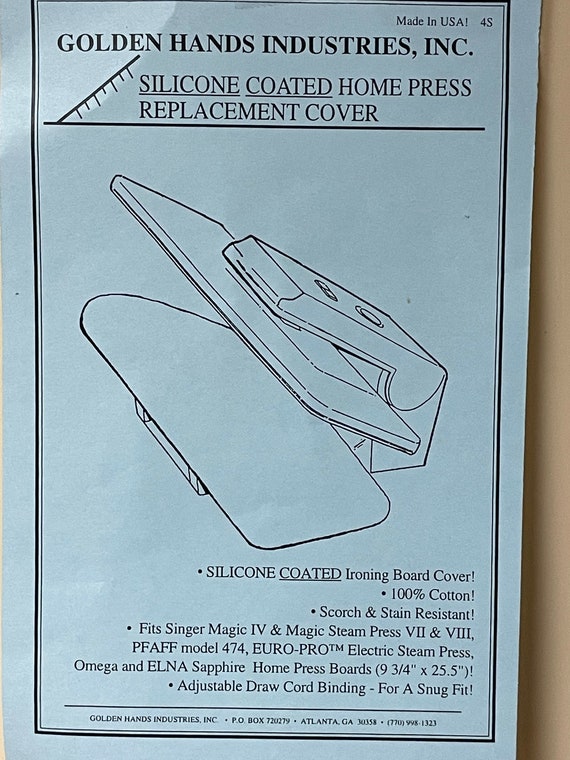 Made In USA! 4S
GOLDEN HANDS INDUSTRIES, INC.
SILICONE COATED HOME PRESS
REPLACEMENT COVER
• SILICONE COATED Ironing Board Cover!
• 100% Cotton!
• Scorch & Stain Resistant!
• Fits Singer Magic IV & Magic Steam Press VII & VIII,
PFAFF model 474, EURO-PRO™ Electric Steam Press,
Omega and ELNA Sapphire Home Press Boards (9 3/4" x 25.5")!
• Adjustable Draw Cord Binding - For A Snug Fit!
GOLDEN HANDS INDUSTRIES, INC. • P.O. BOX 720279 • ATLANTA, GA 30358 • (770) 998-1323